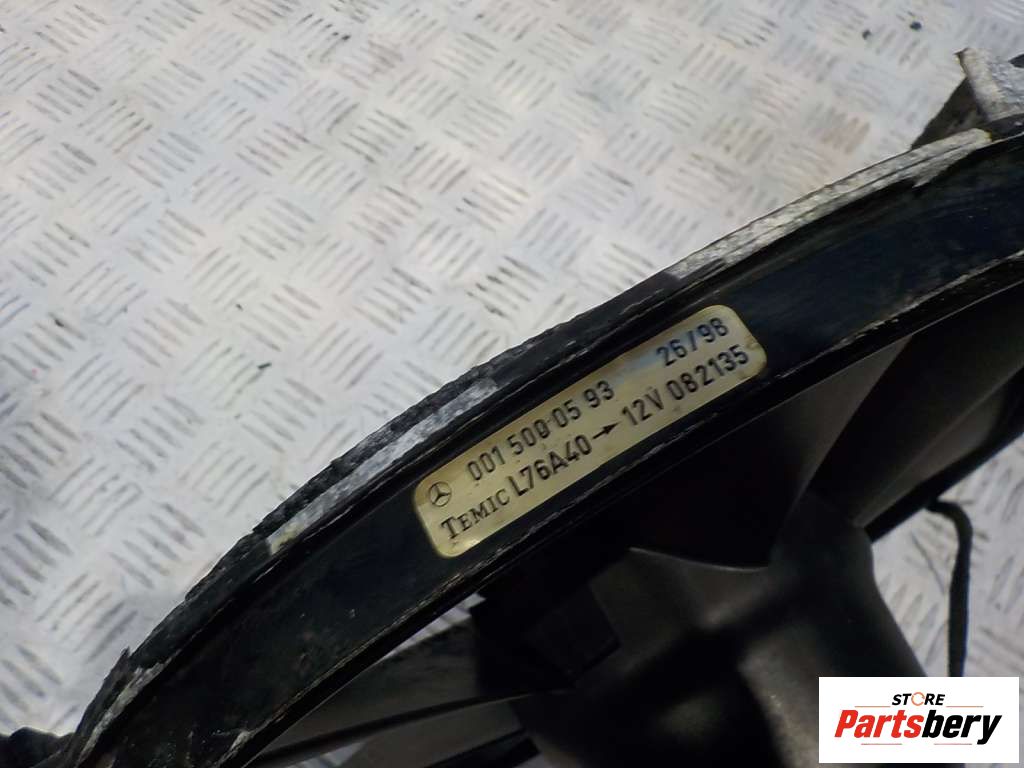 001 500 05 93 26/98
TEMIC L76A40→ 12V 082135
STORE
Partsbery